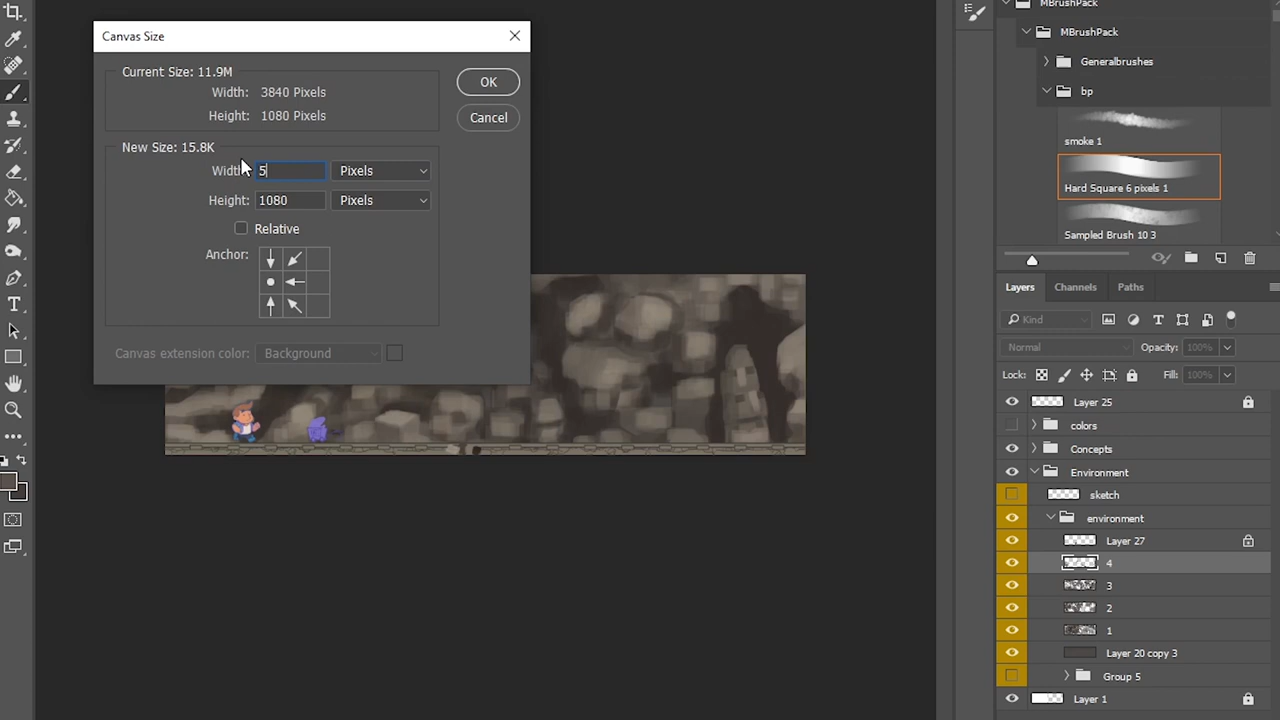 Canvas Size
Current Size: 11.9M
Width: 3840 Pixels
Height: 1080 Pixels
OK
Cancel
New Size: 15.8K
Width: 5 Pixels
Height: 1080 Pixels
Relative
Anchor:
Canvas extension color: Background
MBrushPack
MBrushPack
Generalbrushes
bp
smoke 1
Hard Square 6 pixels 1
Sampled Brush 10 3
Layers Channels Paths
Kind
Normal Opacity: 100%
Lock: Fill: 100%
Layer 25
colors
Concepts
Environment
sketch
environment
Layer 27
4
3
2
1
Layer 20 copy 3
Group 5
Layer 1